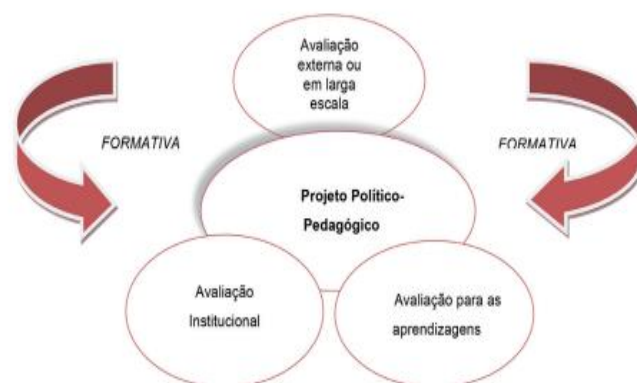 Avaliação
externa ou
em larga
escala
FORMATIVA
FORMATIVA
Projeto Político-
Pedagógico
Avaliação
Institucional
Avaliação para as
aprendizagens